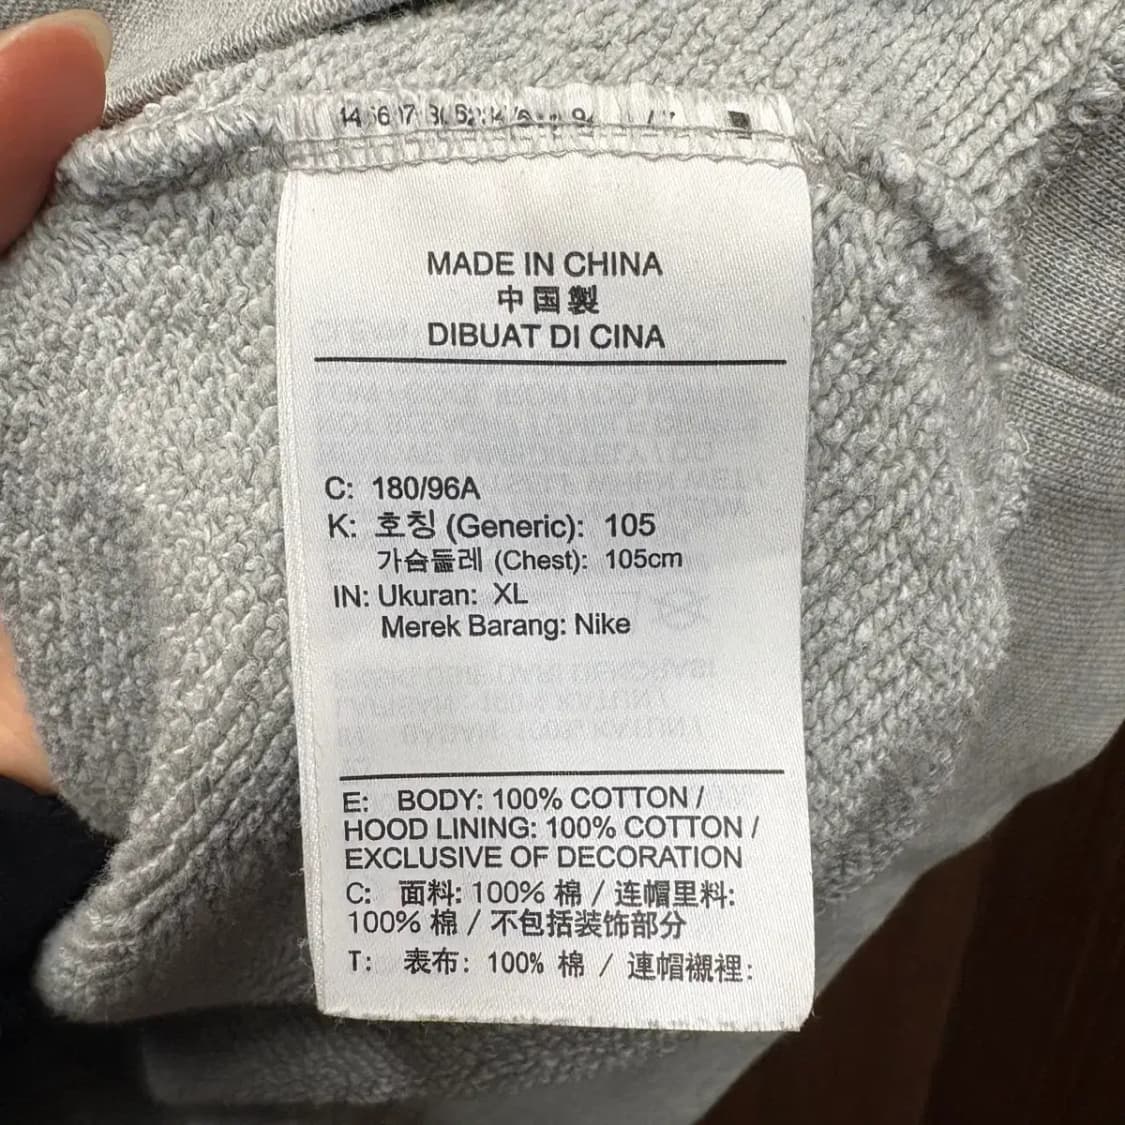 MADE IN CHINA
中国製
DIBUAT DI CINA
C: 180/96A
K: 호칭 (Generic): 105
가슴둘레 (Chest): 105cm
IN: Ukuran: XL
Merek Barang: Nike
E: BODY: 100% COTTON /
HOOD LINING: 100% COTTON /
EXCLUSIVE OF DECORATION
C: 面料: 100% 棉 / 连帽里料:
100% 棉 / 不包括装饰部分
T: 表布: 100% 棉 / 連帽襯裡: